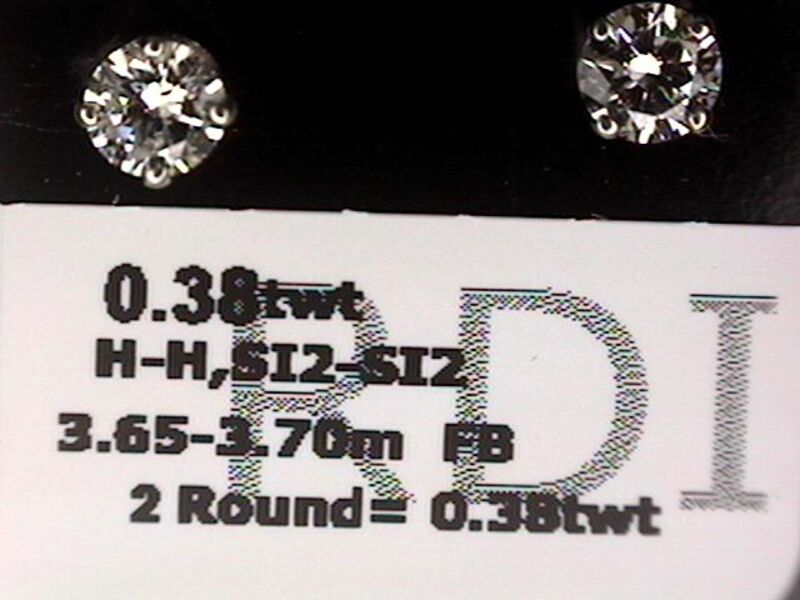 0.38twt
H-H,SI2-SI2
3.65-3.70m FB
2 Round= 0.38twt
RDI